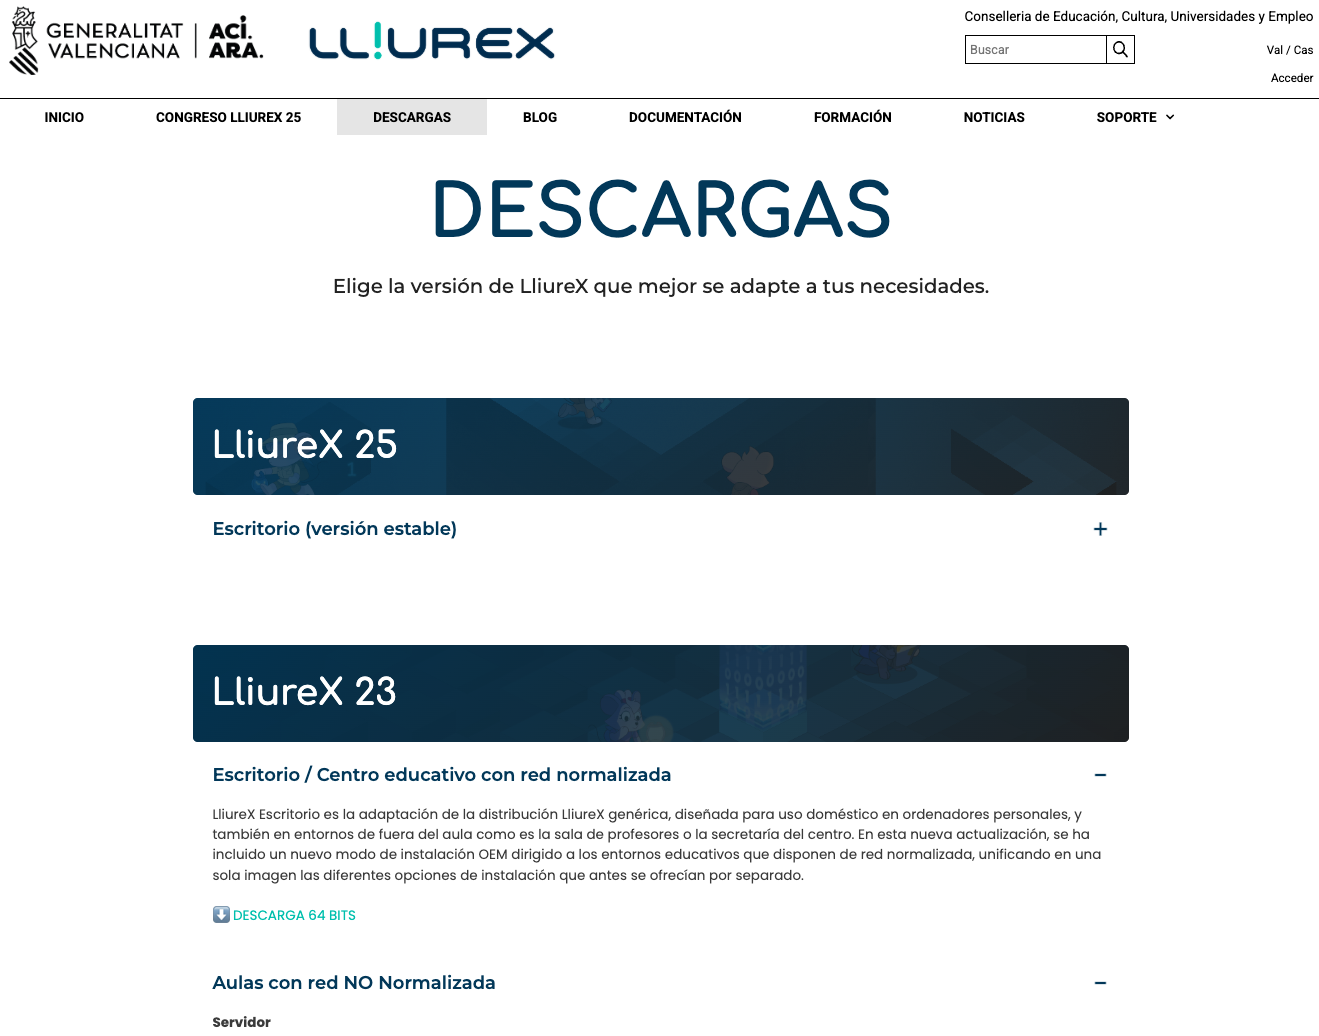 GENERALITAT
VALENCIANA
ACÍ.
ARA.
LLIUREX
Conselleria de Educación, Cultura, Universidades y Empleo
Buscar
Val / Cas
Acceder
INICIO
CONGRESO LLIUREX 25
DESCARGAS
BLOG
DOCUMENTACIÓN
FORMACIÓN
NOTICIAS
SOPORTE
DESCARGAS
Elige la versión de LliureX que mejor se adapte a tus necesidades.
LliureX 25
Escritorio (versión estable)
LliureX 23
Escritorio / Centro educativo con red normalizada
LliureX Escritorio es la adaptación de la distribución LliureX genérica, diseñada para uso doméstico en ordenadores personales, y
también en entornos de fuera del aula como es la sala de profesores o la secretaría del centro. En esta nueva actualización, se ha
incluido un nuevo modo de instalación OEM dirigido a los entornos educativos que disponen de red normalizada, unificando en una
sola imagen las diferentes opciones de instalación que antes se ofrecían por separado.
DESCARGA 64 BITS
Aulas con red NO Normalizada
Servidor